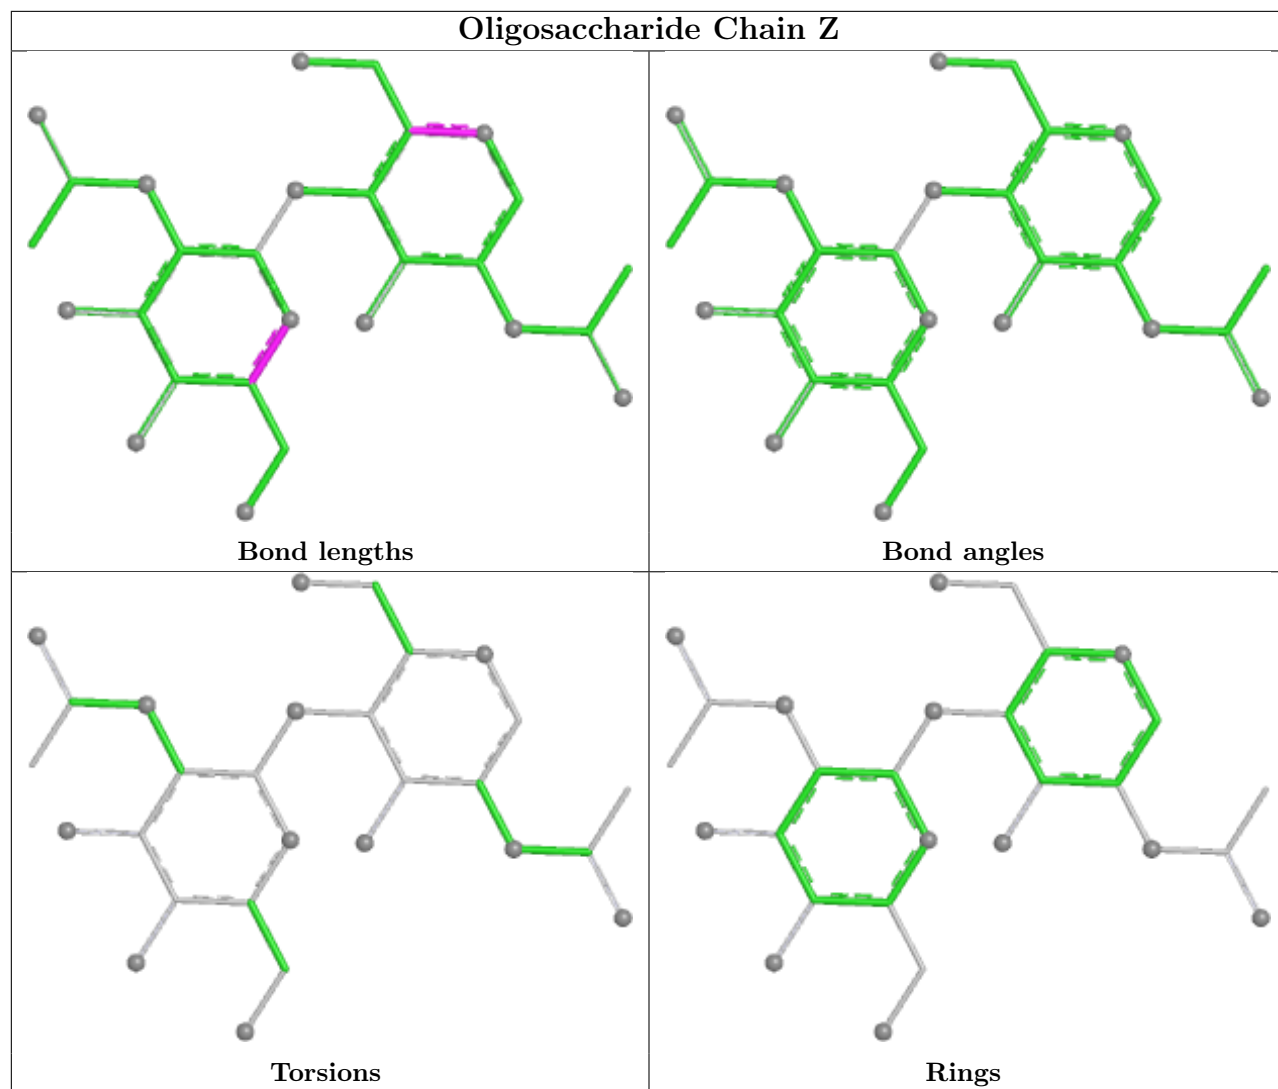 Oligosaccharide Chain Z
Bond lengths
Bond angles
Torsions
Rings